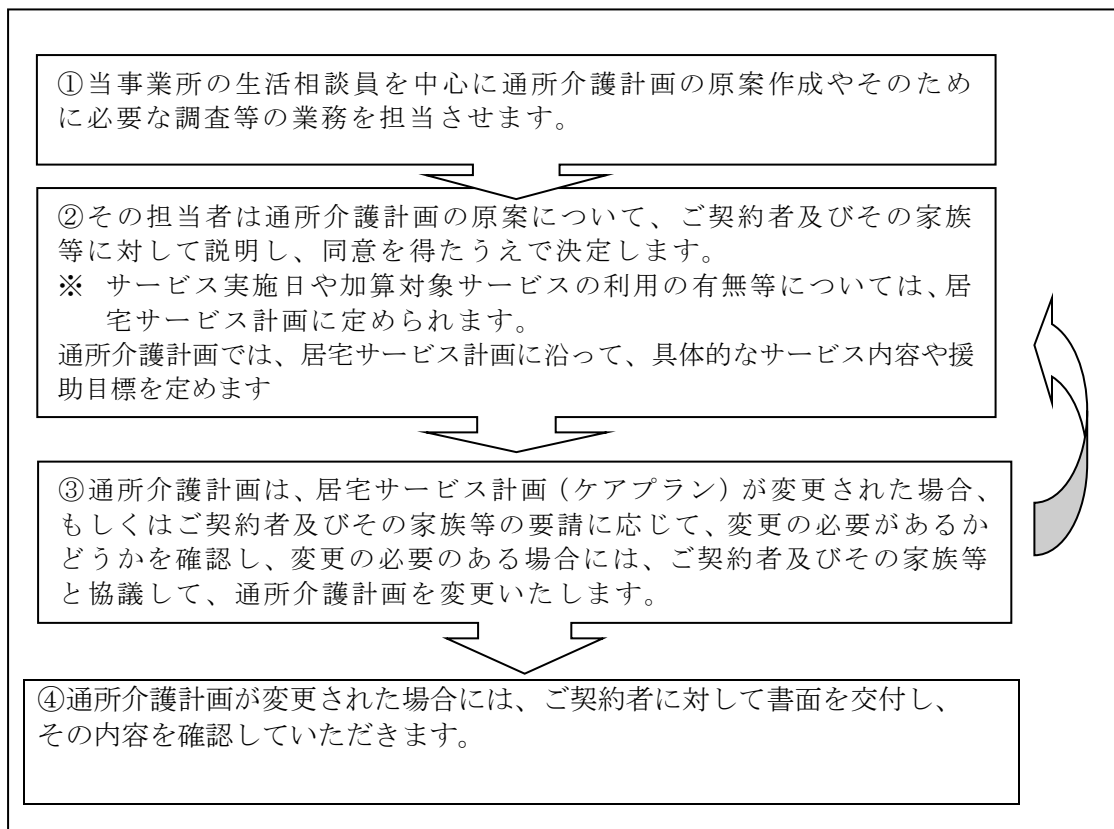 ①当事業所の生活相談員を中心に通所介護計画の原案作成やそのため
に必要な調査等の業務を担当させます。
②その担当者は通所介護計画の原案について、ご契約者及びその家族
等に対して説明し、同意を得たうえで決定します。
※ サービス実施日や加算対象サービスの利用の有無等については、居
宅サービス計画に定められます。
通所介護計画では、居宅サービス計画に沿って、具体的なサービス内容や援
助目標を定めます
③通所介護計画は、居宅サービス計画（ケアプラン）が変更された場合、
もしくはご契約者及びその家族等の要請に応じて、変更の必要があるか
どうかを確認し、変更の必要のある場合には、ご契約者及びその家族等
と協議して、通所介護計画を変更いたします。
④通所介護計画が変更された場合には、ご契約者に対して書面を交付し、
その内容を確認していただきます。